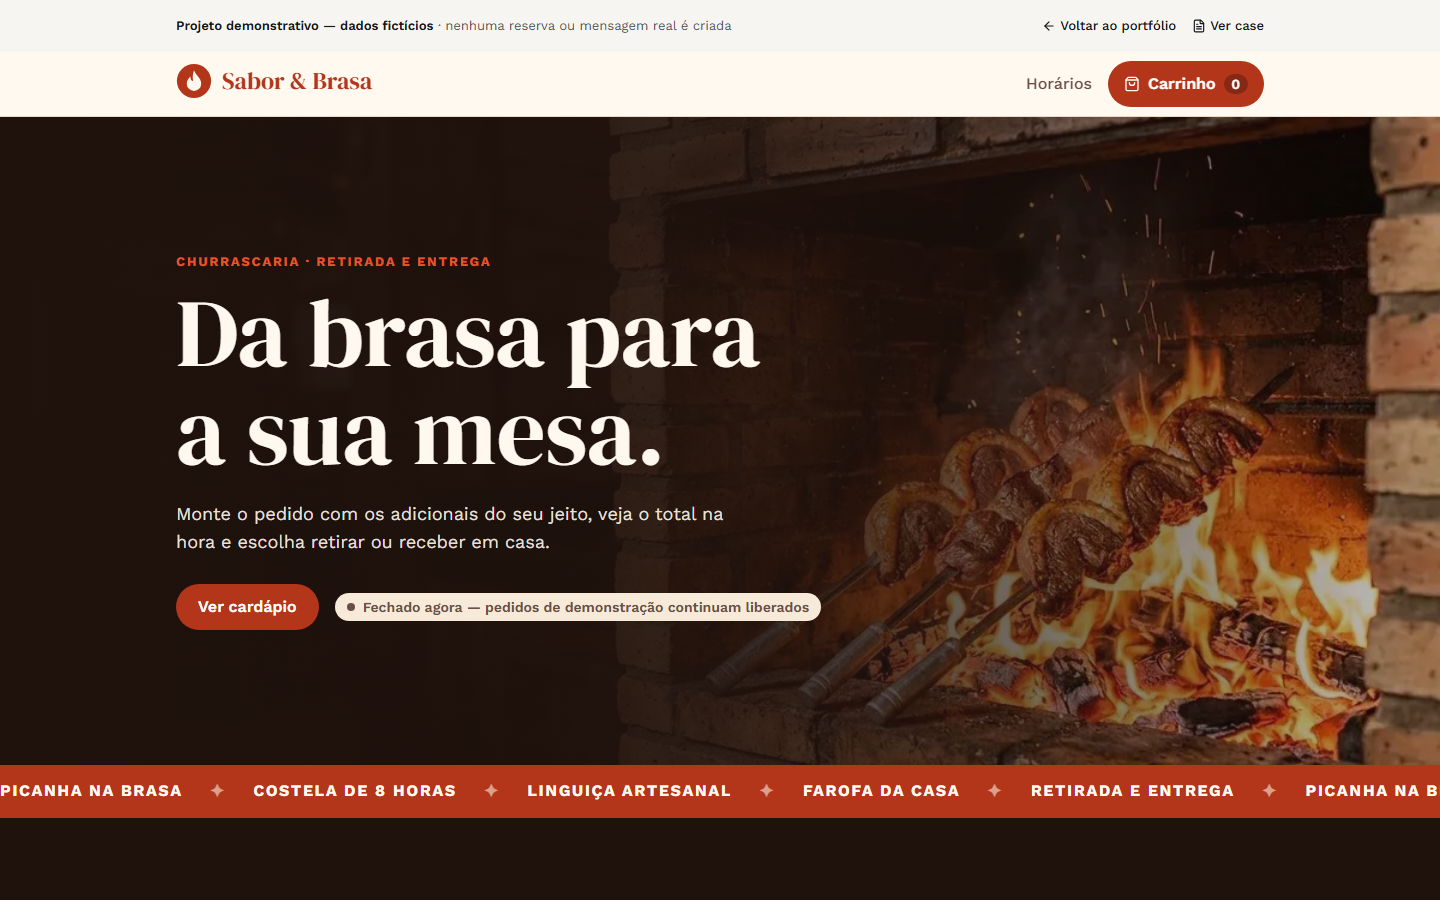 Projeto demonstrativo — dados fictícios · nenhuma reserva ou mensagem real é criada
Voltar ao portfólio
Ver case
Sabor & Brasa
Horários
Carrinho 0
CHURRASCARIA · RETIRADA E ENTREGA
Da brasa para
a sua mesa.
Monte o pedido com os adicionais do seu jeito, veja o total na
hora e escolha retirar ou receber em casa.
Ver cardápio
Fechado agora — pedidos de demonstração continuam liberados
PICANHA NA BRASA ✦ COSTELA DE 8 HORAS ✦ LINGUIÇA ARTESANAL ✦ FAROFA DA CASA ✦ RETIRADA E ENTREGA ✦ PICANHA NA B